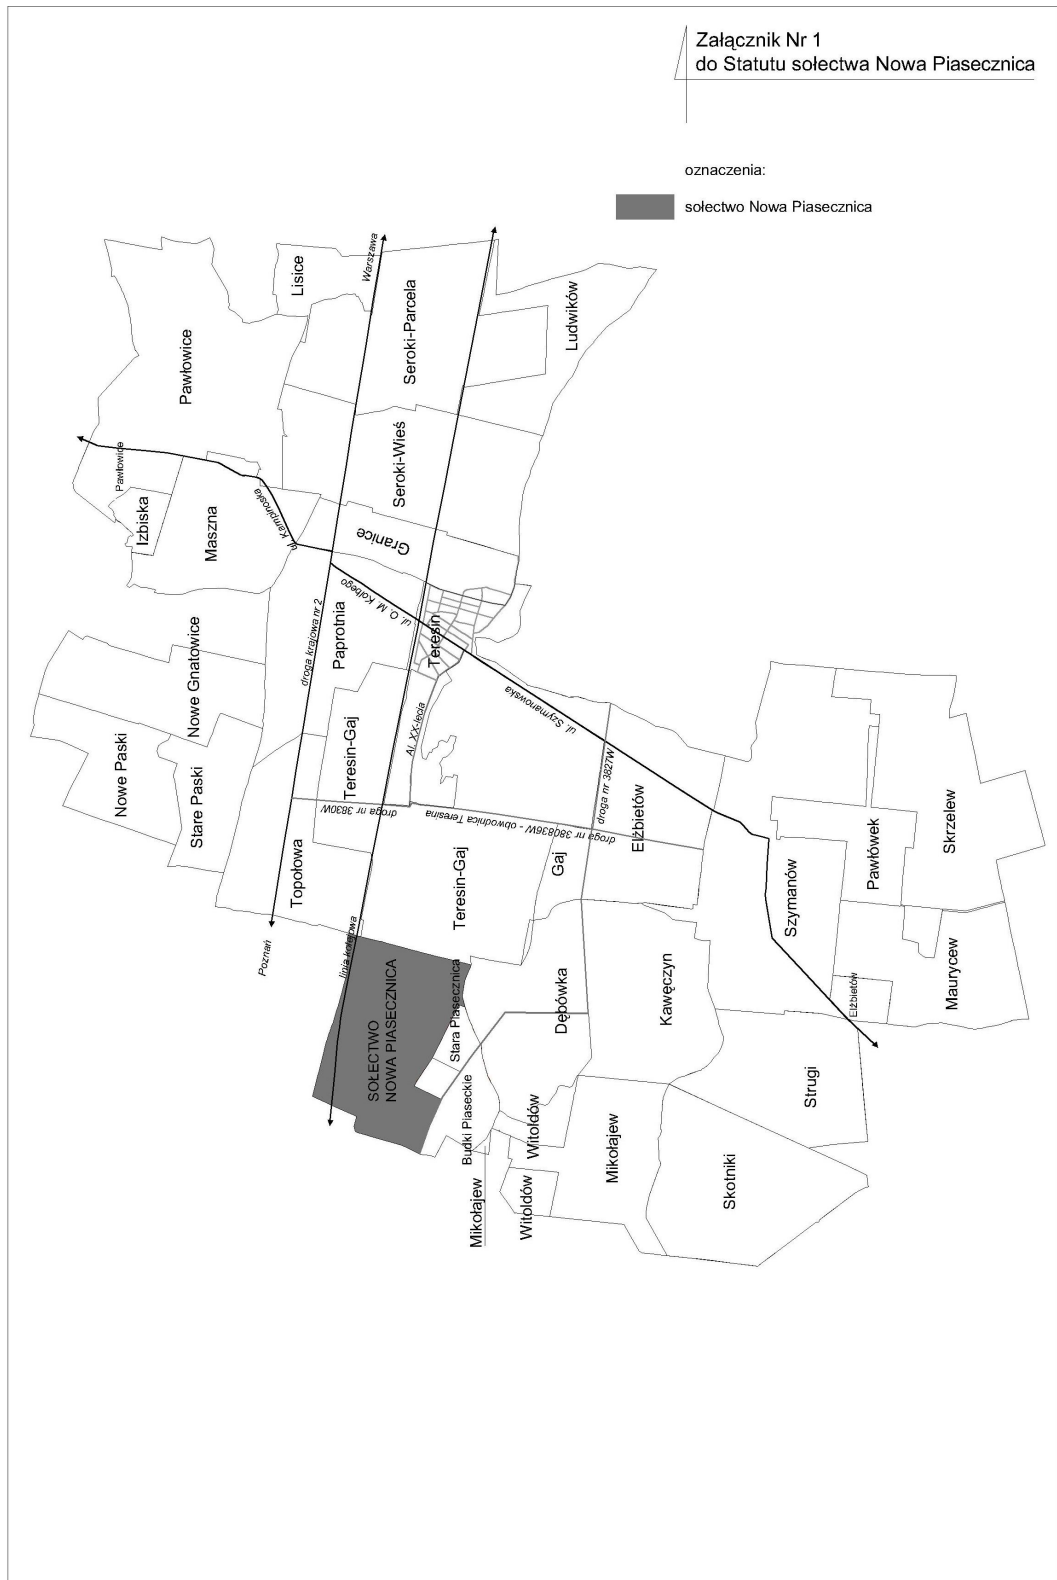 Załącznik Nr 1
do Statutu sołectwa Nowa Piasecznica
oznaczenia:
sołectwo Nowa Piasecznica
Warszawa
Lisice
Pawłowice
Seroki-Parcela
Ludwików
Pawłowice
Izbiska
Maszna
ul. Kampinoska
Seroki-Wieś
Granice
ul. O. M. Kolbego
droga krajowa nr 2
Paprotnia
Teresin
Nowe Gnatowice
Nowe Paski
Stare Paski
Teresin-Gaj
Al. XX-lecia
ul. Szymanowska
droga nr 3830W
droga nr 380836W - obwodnica Teresina
droga nr 3827W
Elżbietów
Topołowa
Teresin-Gaj
Gaj
Poznań
linia kolejowa
SOŁECTWO
NOWA PIASECZNICA
Stara Piasecznica
Dębówka
Kawęczyn
Szymanów
Pawłówek
Skrzelew
Maurycew
Elżbietów
Budki Piaseckie
Witoldów
Mikołajew
Strugi
Skotniki
Mikołajew
Witoldów